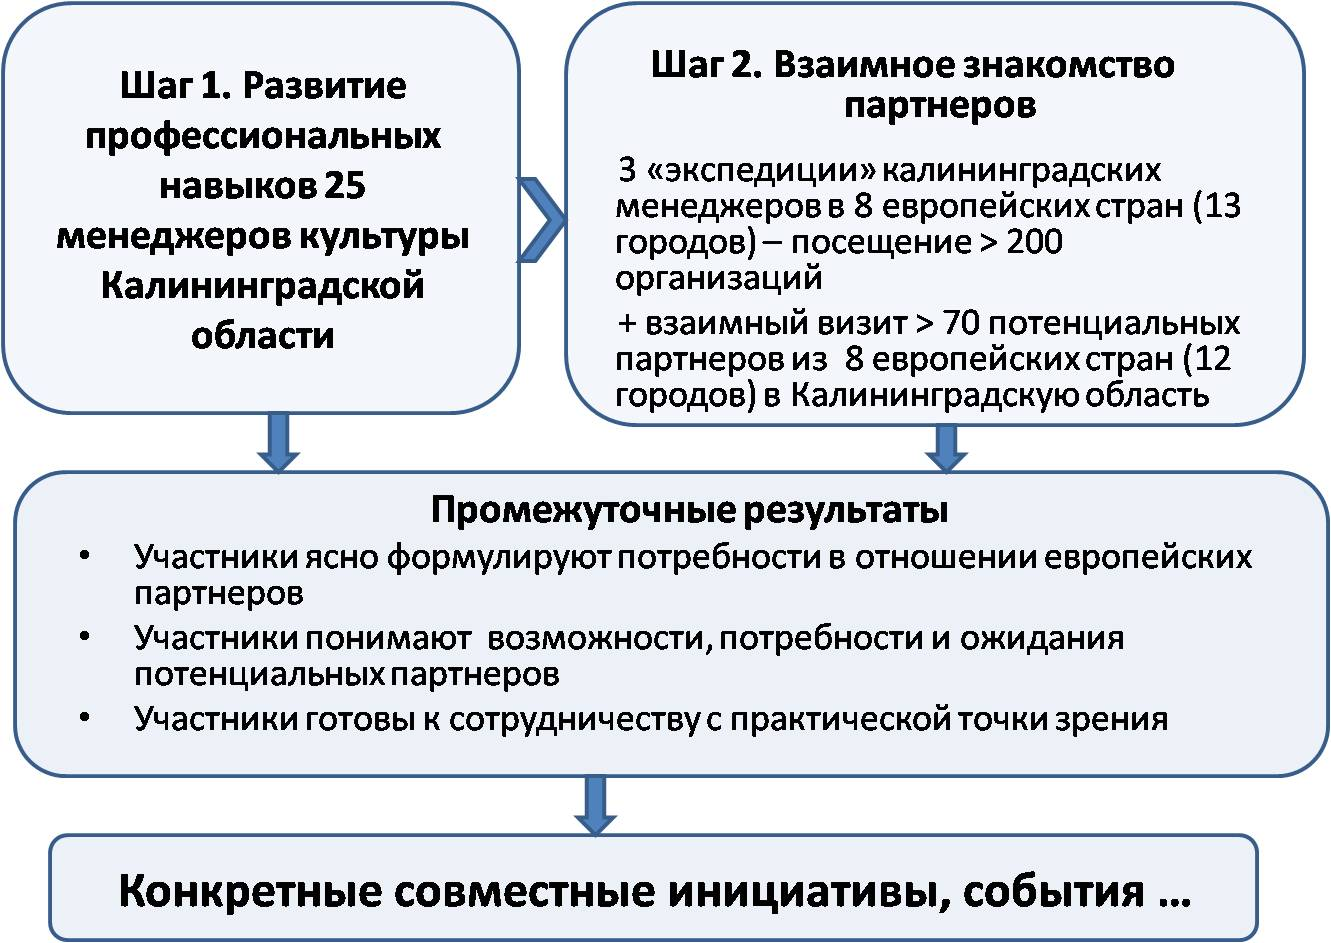 Шаг 1. Развитие
профессиональных
навыков 25
менеджеров культуры
Калининградской
области
Шаг 2. Взаимное знакомство
партнеров
3 «экспедиции» калининградских
менеджеров в 8 европейских стран (13
городов) – посещение > 200
организаций
+ взаимный визит > 70 потенциальных
партнеров из 8 европейских стран (12
городов) в Калининградскую область
Промежуточные результаты
• Участники ясно формулируют потребности в отношении европейских
партнеров
• Участники понимают возможности, потребности и ожидания
потенциальных партнеров
• Участники готовы к сотрудничеству с практической точки зрения
Конкретные совместные инициативы, события ...